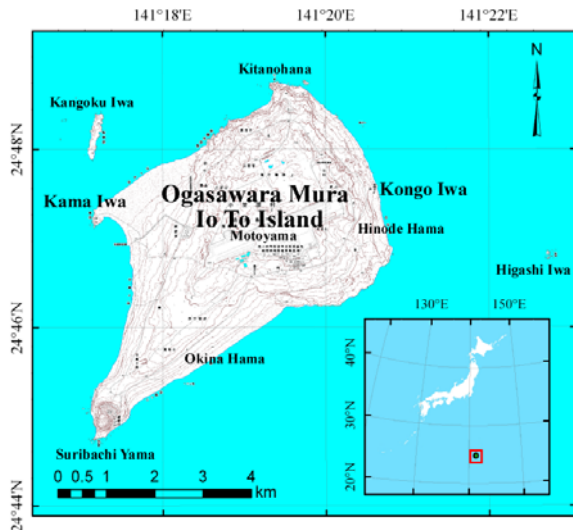 141°18'E 141°20'E 141°22'E
N
Kitanohana
Kangoku Iwa
24°48'N
Ogasawara Mura
Io To Island
Kongo Iwa
Kama Iwa
Motoyama
Hinode Hama
Higashi Iwa
24°46'N
130°E 150°E
40°N
30°N
20°N
Okina Hama
Suribachi Yama
0 0.5 1 2 3 4
km
24°44'N